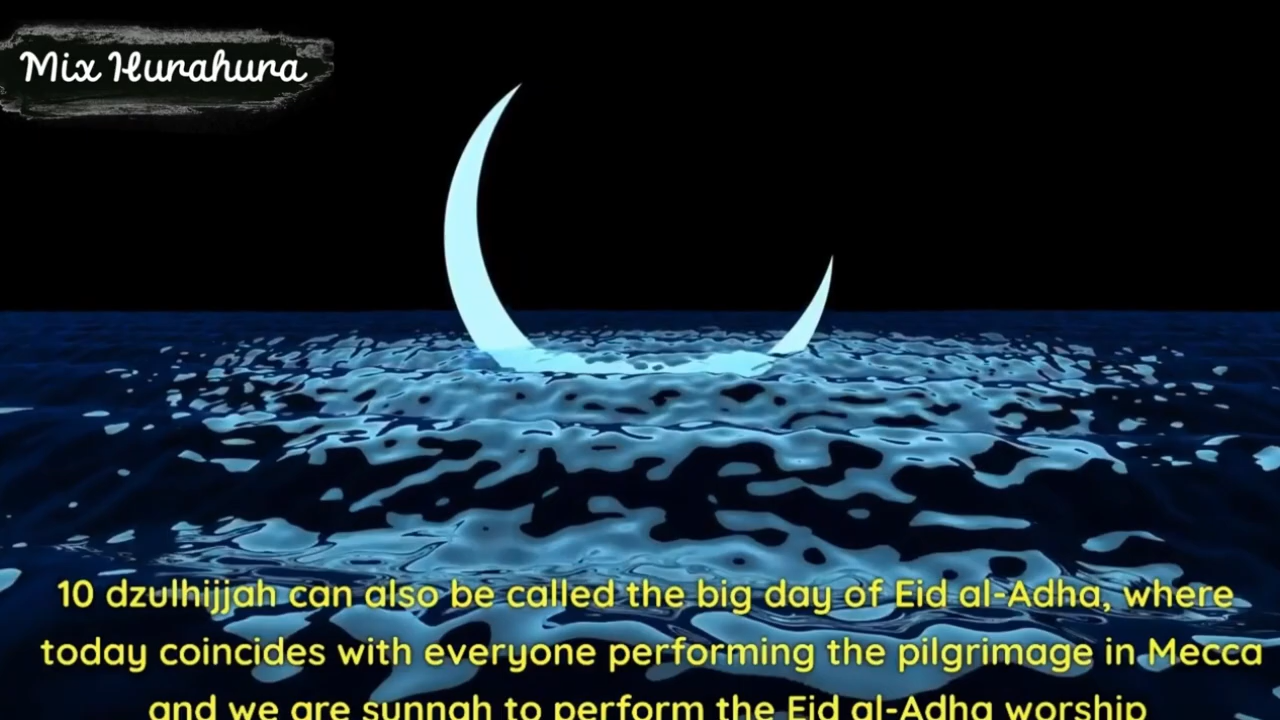 Mix Hurahura
10 dzulhijjah can also be called the big day of Eid al-Adha, where
today coincides with everyone performing the pilgrimage in Mecca
and we are sunnah to perform the Eid al-Adha worship